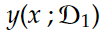 y(x ; 𝒟₁)